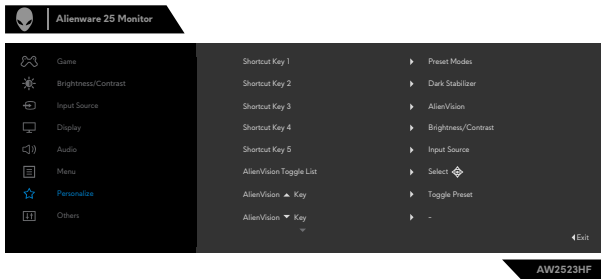 Alienware 25 Monitor
Game
Brightness/Contrast
Input Source
Display
Audio
Menu
Personalize
Others
Shortcut Key 1 Preset Modes
Shortcut Key 2 Dark Stabilizer
Shortcut Key 3 AlienVision
Shortcut Key 4 Brightness/Contrast
Shortcut Key 5 Input Source
AlienVision Toggle List Select
AlienVision ▲ Key Toggle Preset
AlienVision ▼ Key -
Exit
AW2523HF